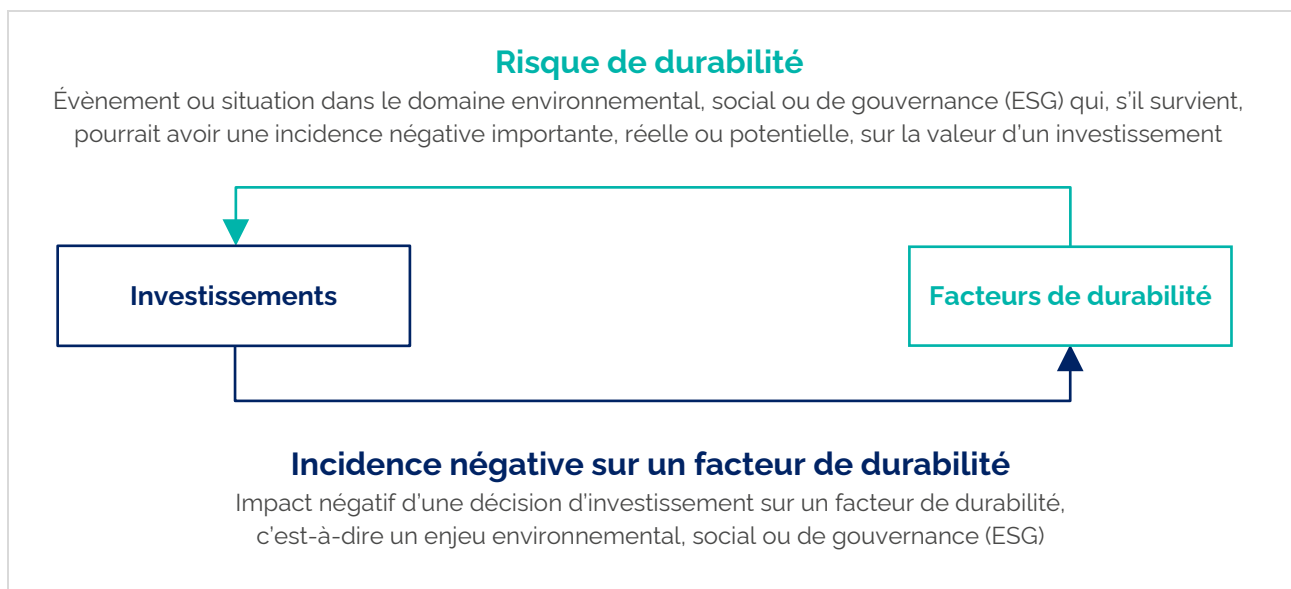 Risque de durabilité
Évènement ou situation dans le domaine environnemental, social ou de gouvernance (ESG) qui, s’il survient,
pourrait avoir une incidence négative importante, réelle ou potentielle, sur la valeur d’un investissement
Investissements
Facteurs de durabilité
Incidence négative sur un facteur de durabilité
Impact négatif d’une décision d’investissement sur un facteur de durabilité,
c’est-à-dire un enjeu environnemental, social ou de gouvernance (ESG)